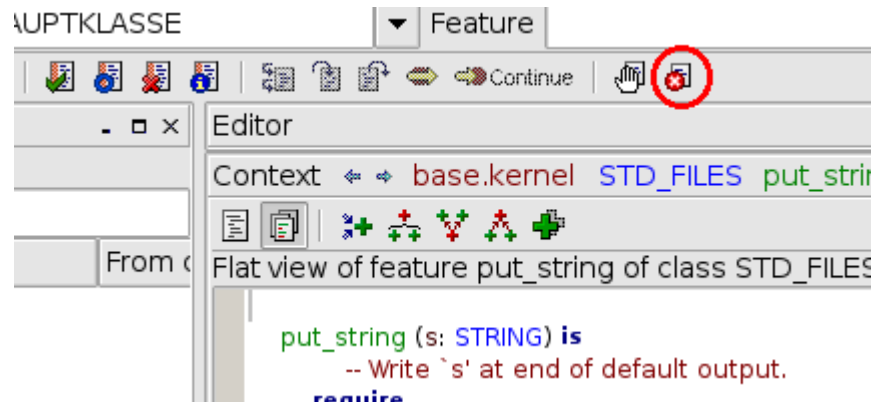 AUPTKLASSE Feature
Continue
Editor
Context base.kernel STD_FILES put_strin
From
Flat view of feature put_string of class STD_FILES
put_string (s: STRING) is
-- Write `s' at end of default output.
require